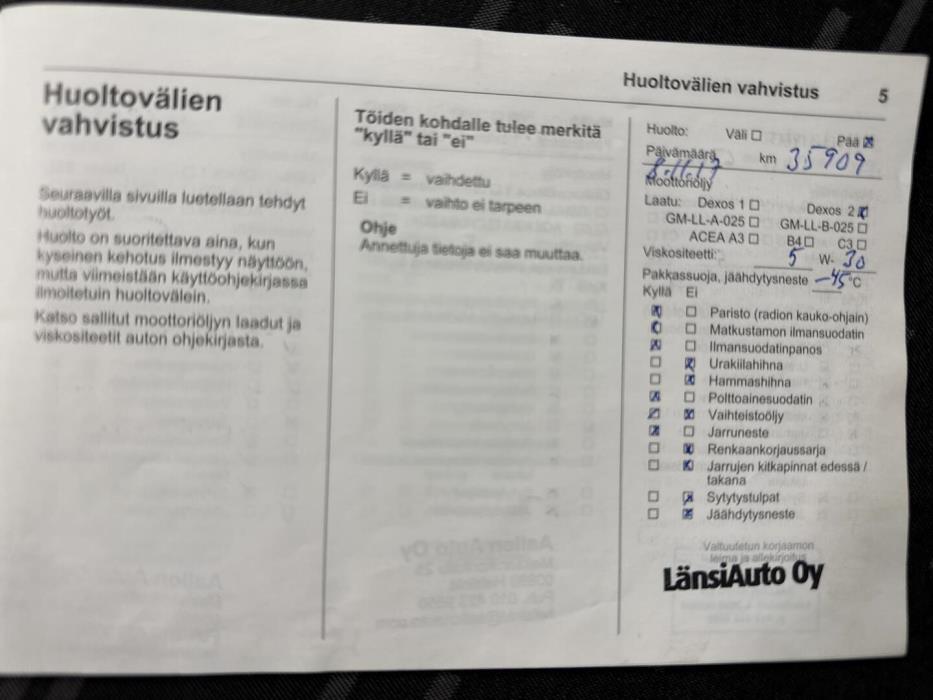 Huoltovälien vahvistus 5
Huoltovälien
vahvistus
Seuraavilla sivuilla luetellaan tehdyt
huoltotyöt.
Huolto on suoritettava aina, kun
kyseinen kehotus ilmestyy näyttöön,
mutta viimeistään käyttöohjekirjassa
ilmoitetuin huoltovälein.
Katso sallitut moottoriöljyn laadut ja
viskositeetit auton ohjekirjasta.
Töiden kohdalle tulee merkitä
"kyllä" tai "ei"
Kyllä = vaihdettu
Ei = vaihto ei tarpeen
Ohje
Annettuja tietoja ei saa muuttaa.
Huolto: Väli ☐ Pää ☒
Päivämäärä km 35909
Moottoriöljy
Laatu: Dexos 1 ☐ Dexos 2 ☒
GM-LL-A-025 ☐ GM-LL-B-025 ☐
ACEA A3 ☐ B4 ☐ C3 ☐
Viskositeetti: 5 W- 30
Pakkassuoja, jäähdytysneste -45 °C
Kyllä Ei
☒ ☐ Paristo (radion kauko-ohjain)
☒ ☐ Matkustamon ilmansuodatin
☒ ☐ Ilmansuodatinpanos
☐ ☒ Urakiilahihna
☐ ☒ Hammashihna
☒ ☐ Polttoainesuodatin
☒ ☒ Vaihteistoöljy
☒ ☐ Jarruneste
☐ ☒ Renkaankorjaussarja
☐ ☒ Jarrujen kitkapinnat edessä /
takana
☐ ☒ Sytytystulpat
☐ ☒ Jäähdytysneste
Valtuutetun korjaamon
leima ja allekirjoitus
LänsiAuto Oy